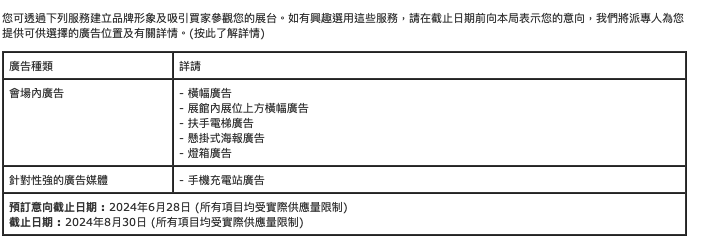 您可透過下列服務建立品牌形象及吸引買家參觀您的展台。如有興趣選用這些服務，請在截止日期前向本局表示您的意向，我們將派專人為您
提供可供選擇的廣告位置及有關詳情。(按此了解詳情)
廣告種類
詳請
會場內廣告
- 橫幅廣告
- 展館內展位上方橫幅廣告
- 扶手電梯廣告
- 懸掛式海報廣告
- 燈箱廣告
針對性強的廣告媒體
- 手機充電站廣告
預訂意向截止日期：2024年6月28日 (所有項目均受實際供應量限制)
截止日期：2024年8月30日 (所有項目均受實際供應量限制)